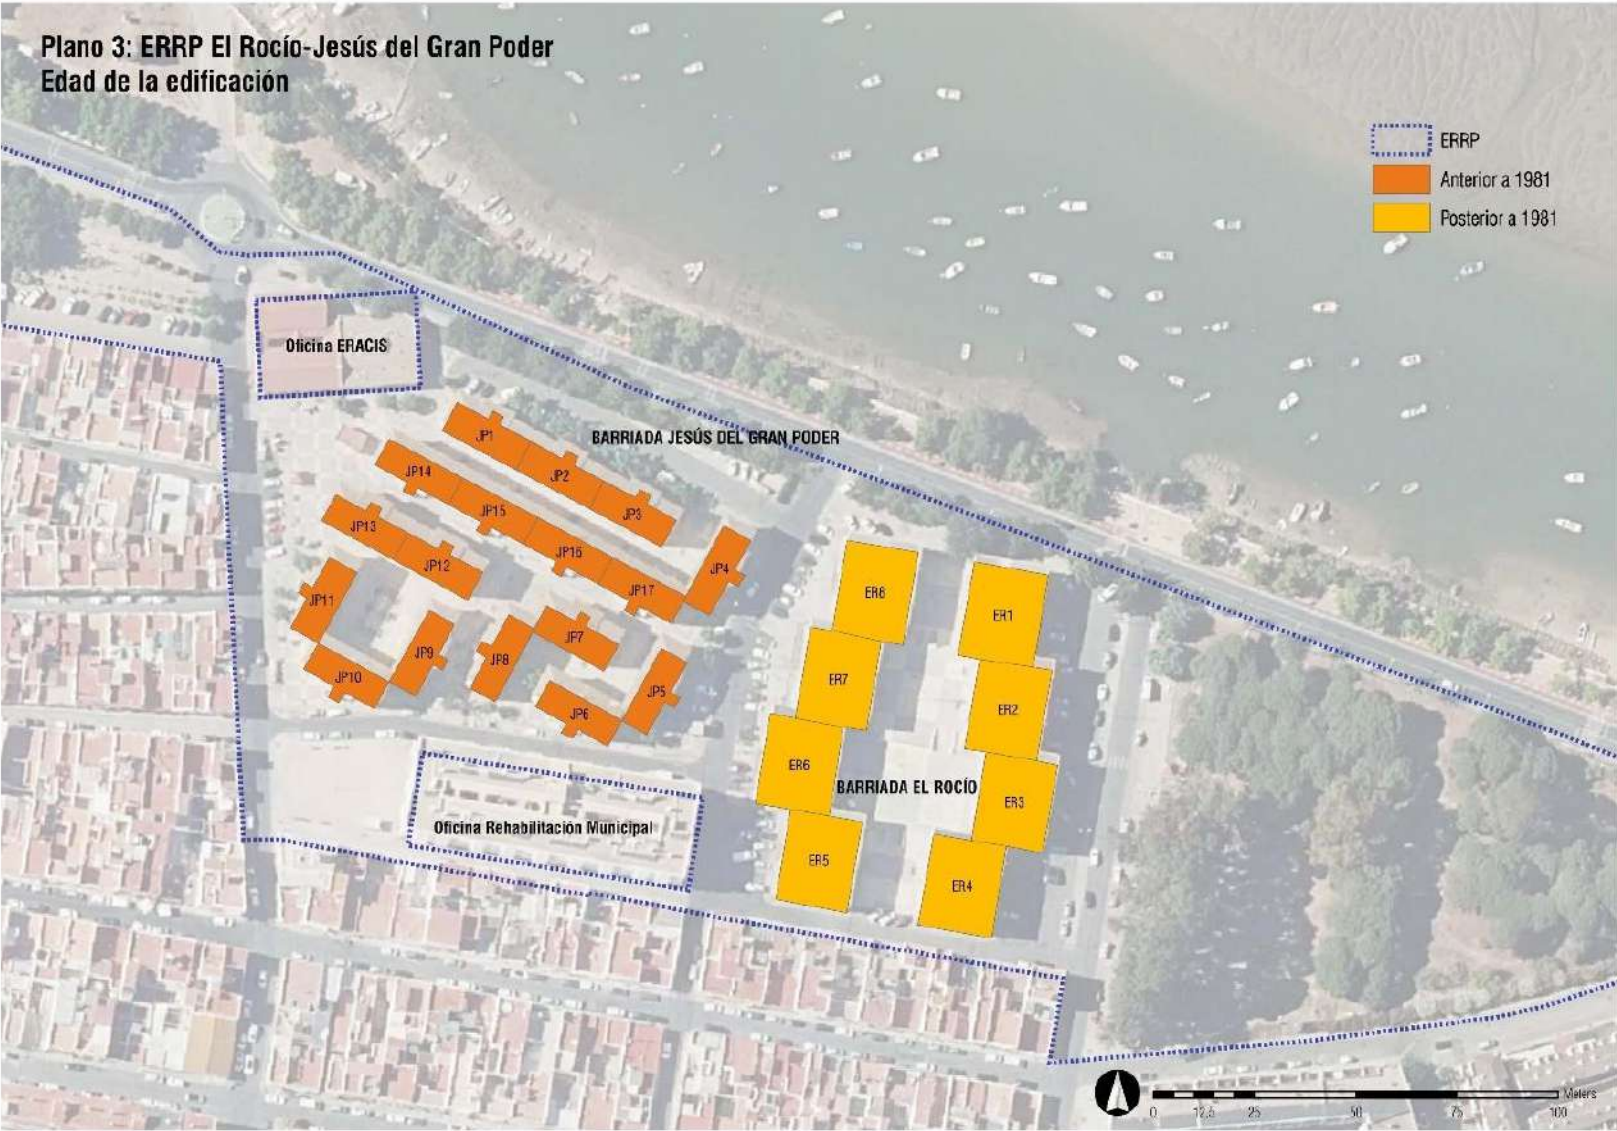 Plano 3: ERRP El Rocío-Jesús del Gran Poder
Edad de la edificación
ERRP
Anterior a 1981
Posterior a 1981
Oficina ERACIS
BARRIADA JESÚS DEL GRAN PODER
JP1
JP14
JP2
JP15
JP3
JP13
JP12
JP16
JP4
JP17
JP11
JP7
JP9
JP8
JP10
JP5
JP6
ER8
ER1
ER7
ER2
ER6
BARRIADA EL ROCÍO
ER3
ER5
ER4
Oficina Rehabilitación Municipal
Meters
0 12,5 25 50 75 100